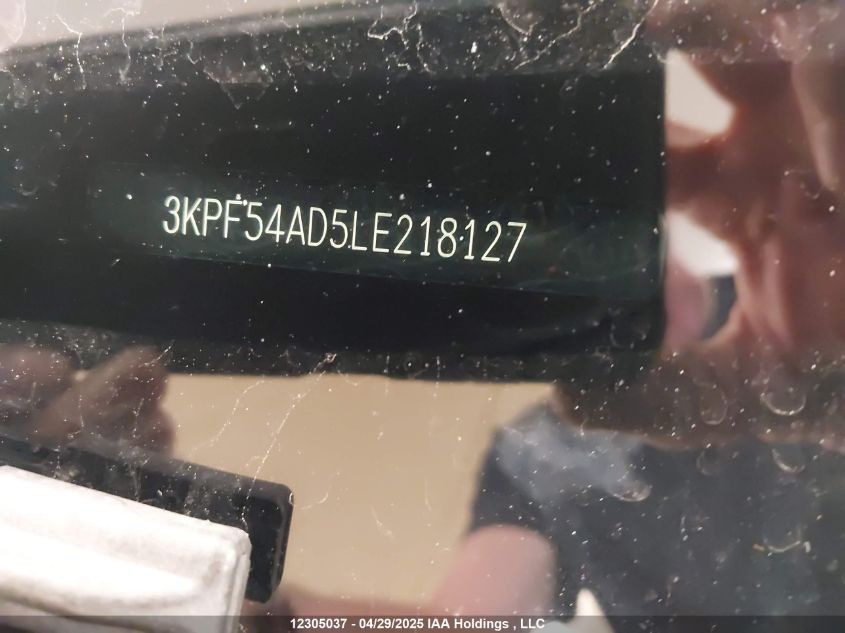 3KPF54AD5LE218127
12305037 - 04/29/2025 IAA Holdings , LLC